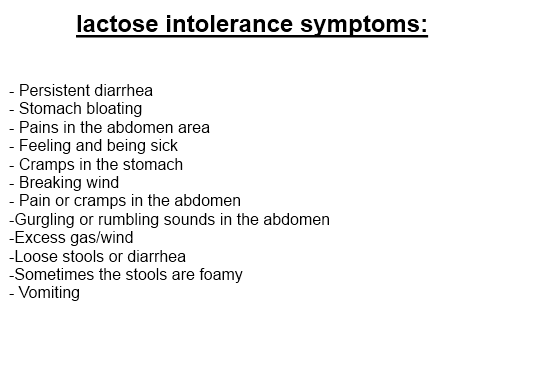 lactose intolerance symptoms:
- Persistent diarrhea
- Stomach bloating
- Pains in the abdomen area
- Feeling and being sick
- Cramps in the stomach
- Breaking wind
- Pain or cramps in the abdomen
-Gurgling or rumbling sounds in the abdomen
-Excess gas/wind
-Loose stools or diarrhea
-Sometimes the stools are foamy
- Vomiting